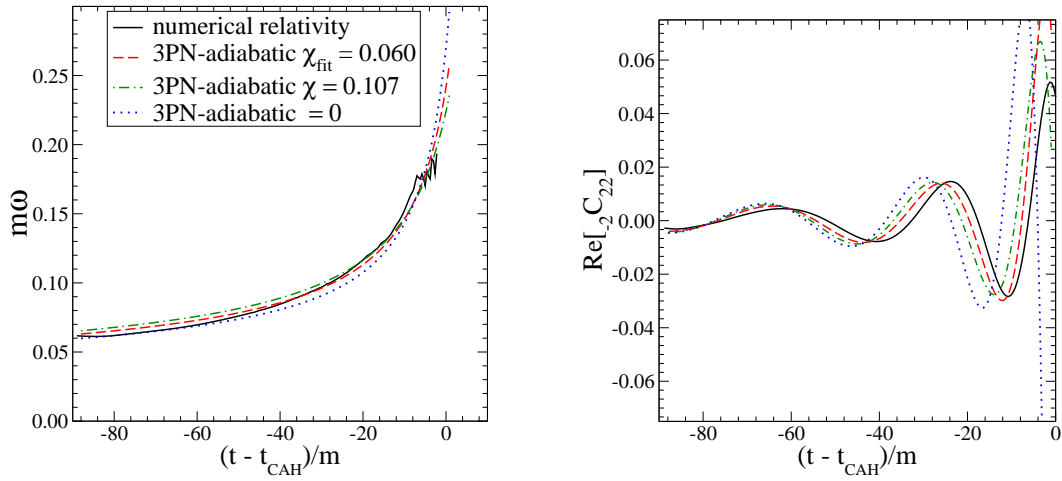 numerical relativity
3PN-adiabatic χfit = 0.060
3PN-adiabatic χ = 0.107
3PN-adiabatic = 0
0.25
0.20
0.15
0.10
0.05
0.00
mω
-80 -60 -40 -20 0
(t - tCAH)/m
0.06
0.04
0.02
0.00
-0.02
-0.04
-0.06
Re[-2C22]
-80 -60 -40 -20 0
(t - tCAH)/m